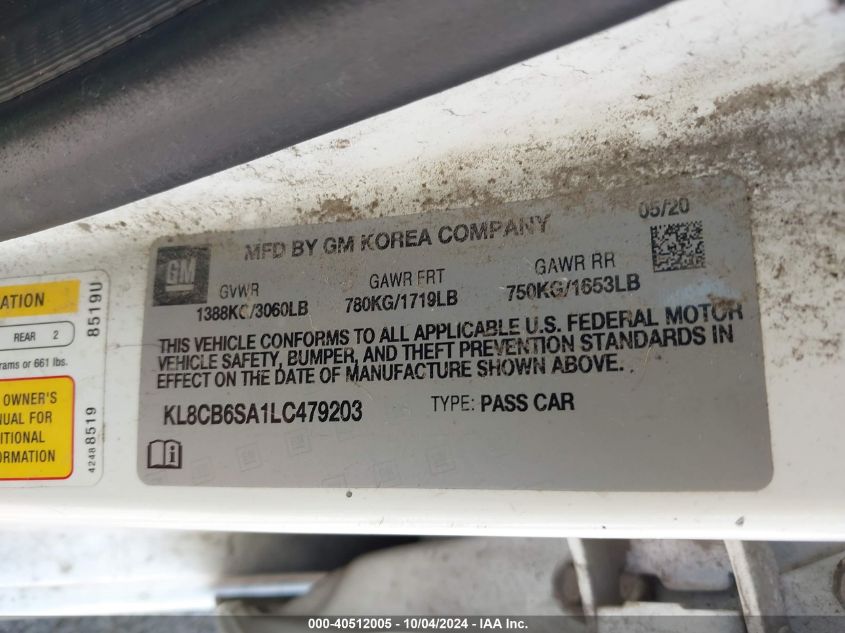 MFD BY GM KOREA COMPANY
05/20
GM
GVWR
GAWR FRT
GAWR RR
1388KG/3060LB
780KG/1719LB
750KG/1653LB
THIS VEHICLE CONFORMS TO ALL APPLICABLE U.S. FEDERAL MOTOR
VEHICLE SAFETY, BUMPER, AND THEFT PREVENTION STANDARDS IN
EFFECT ON THE DATE OF MANUFACTURE SHOWN ABOVE.
KL8CB6SA1LC479203
TYPE: PASS CAR
ATION
REAR 2
8519U
rams or 661 lbs.
OWNER'S
NUAL FOR
ITIONAL
ORMATION
42488519
000-40512005 - 10/04/2024 - IAA Inc.